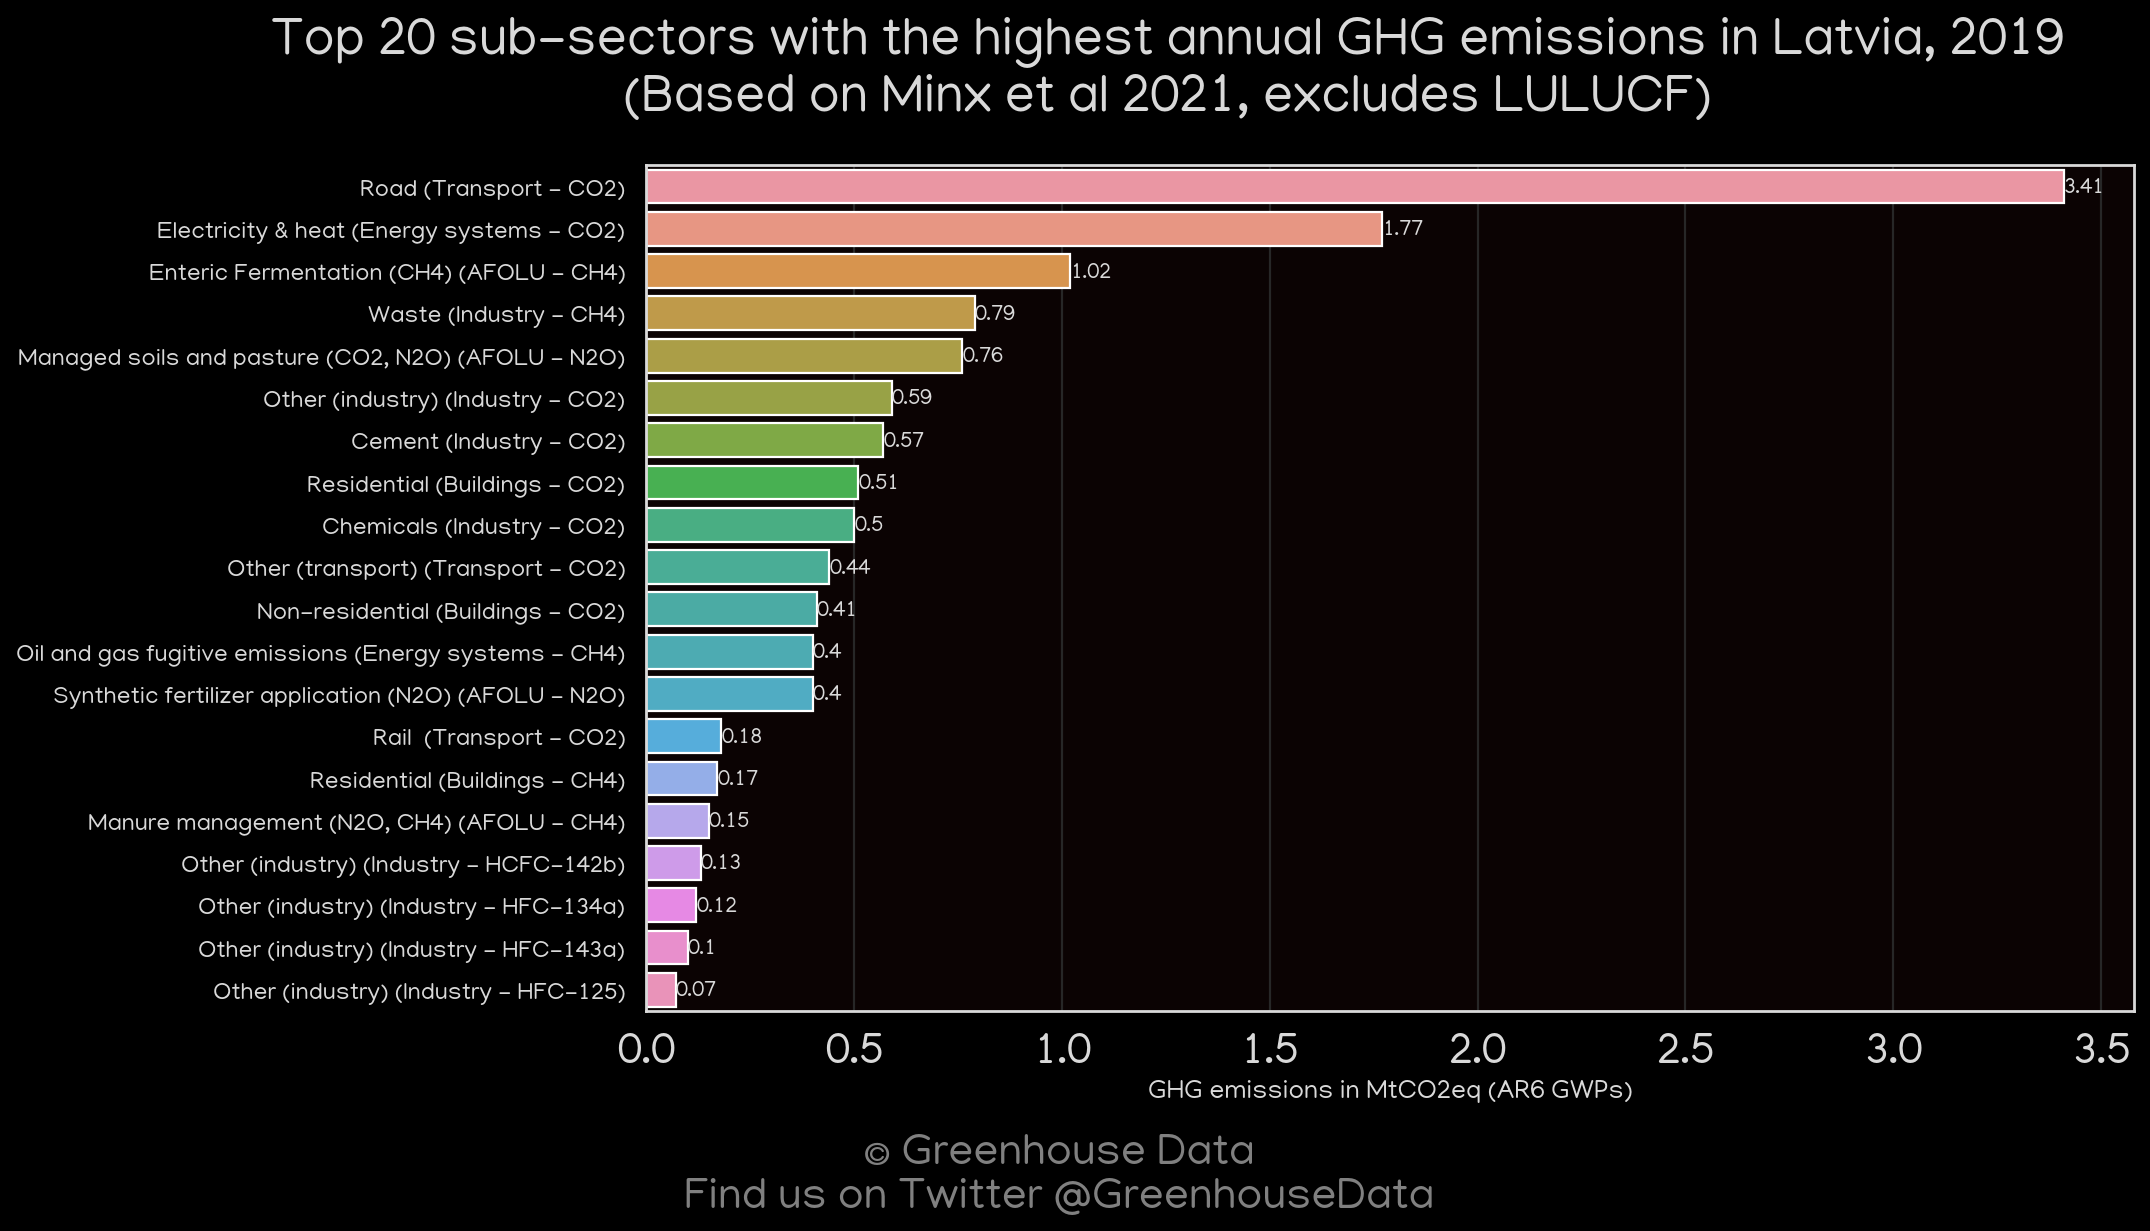 Top 20 sub-sectors with the highest annual GHG emissions in Latvia, 2019
(Based on Minx et al 2021, excludes LULUCF)
Road (Transport - CO2) 3.41
Electricity & heat (Energy systems - CO2) 1.77
Enteric Fermentation (CH4) (AFOLU - CH4) 1.02
Waste (Industry - CH4) 0.79
Managed soils and pasture (CO2, N2O) (AFOLU - N2O) 0.76
Other (industry) (Industry - CO2) 0.59
Cement (Industry - CO2) 0.57
Residential (Buildings - CO2) 0.51
Chemicals (Industry - CO2) 0.5
Other (transport) (Transport - CO2) 0.44
Non-residential (Buildings - CO2) 0.41
Oil and gas fugitive emissions (Energy systems - CH4) 0.4
Synthetic fertilizer application (N2O) (AFOLU - N2O) 0.4
Rail  (Transport - CO2) 0.18
Residential (Buildings - CH4) 0.17
Manure management (N2O, CH4) (AFOLU - CH4) 0.15
Other (industry) (Industry - HCFC-142b) 0.13
Other (industry) (Industry - HFC-134a) 0.12
Other (industry) (Industry - HFC-143a) 0.1
Other (industry) (Industry - HFC-125) 0.07
0.0 0.5 1.0 1.5 2.0 2.5 3.0 3.5
GHG emissions in MtCO2eq (AR6 GWPs)
© Greenhouse Data
Find us on Twitter @GreenhouseData